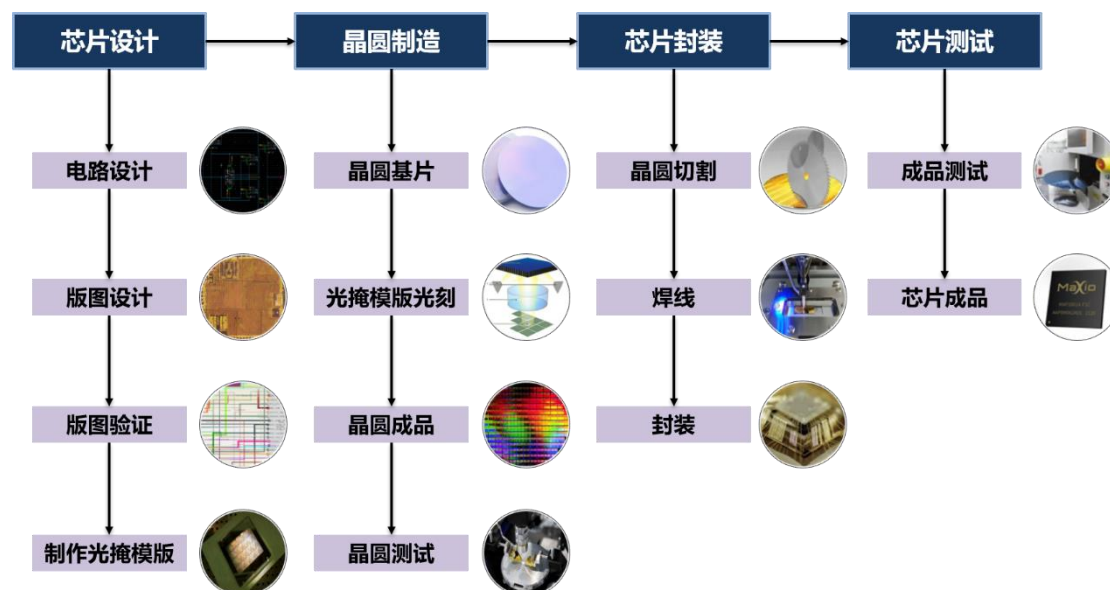 芯片设计
晶圆制造
芯片封装
芯片测试
电路设计
晶圆基片
晶圆切割
成品测试
版图设计
光掩模版光刻
焊线
芯片成品
MaXio
版图验证
晶圆成品
封装
制作光掩模版
晶圆测试